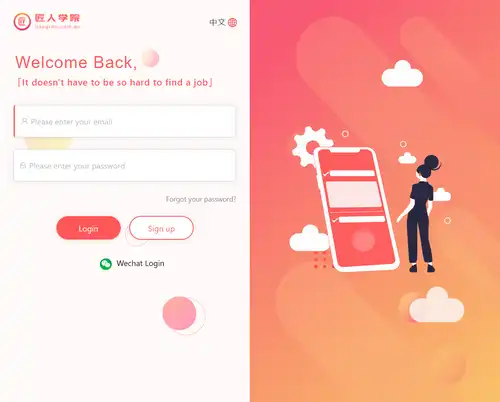 匠人学院
中文
Welcome Back,
「It doesn't have to be so hard to find a job」
Please enter your email
Please enter your password
Forgot your password?
Login
Sign up
Wechat Login